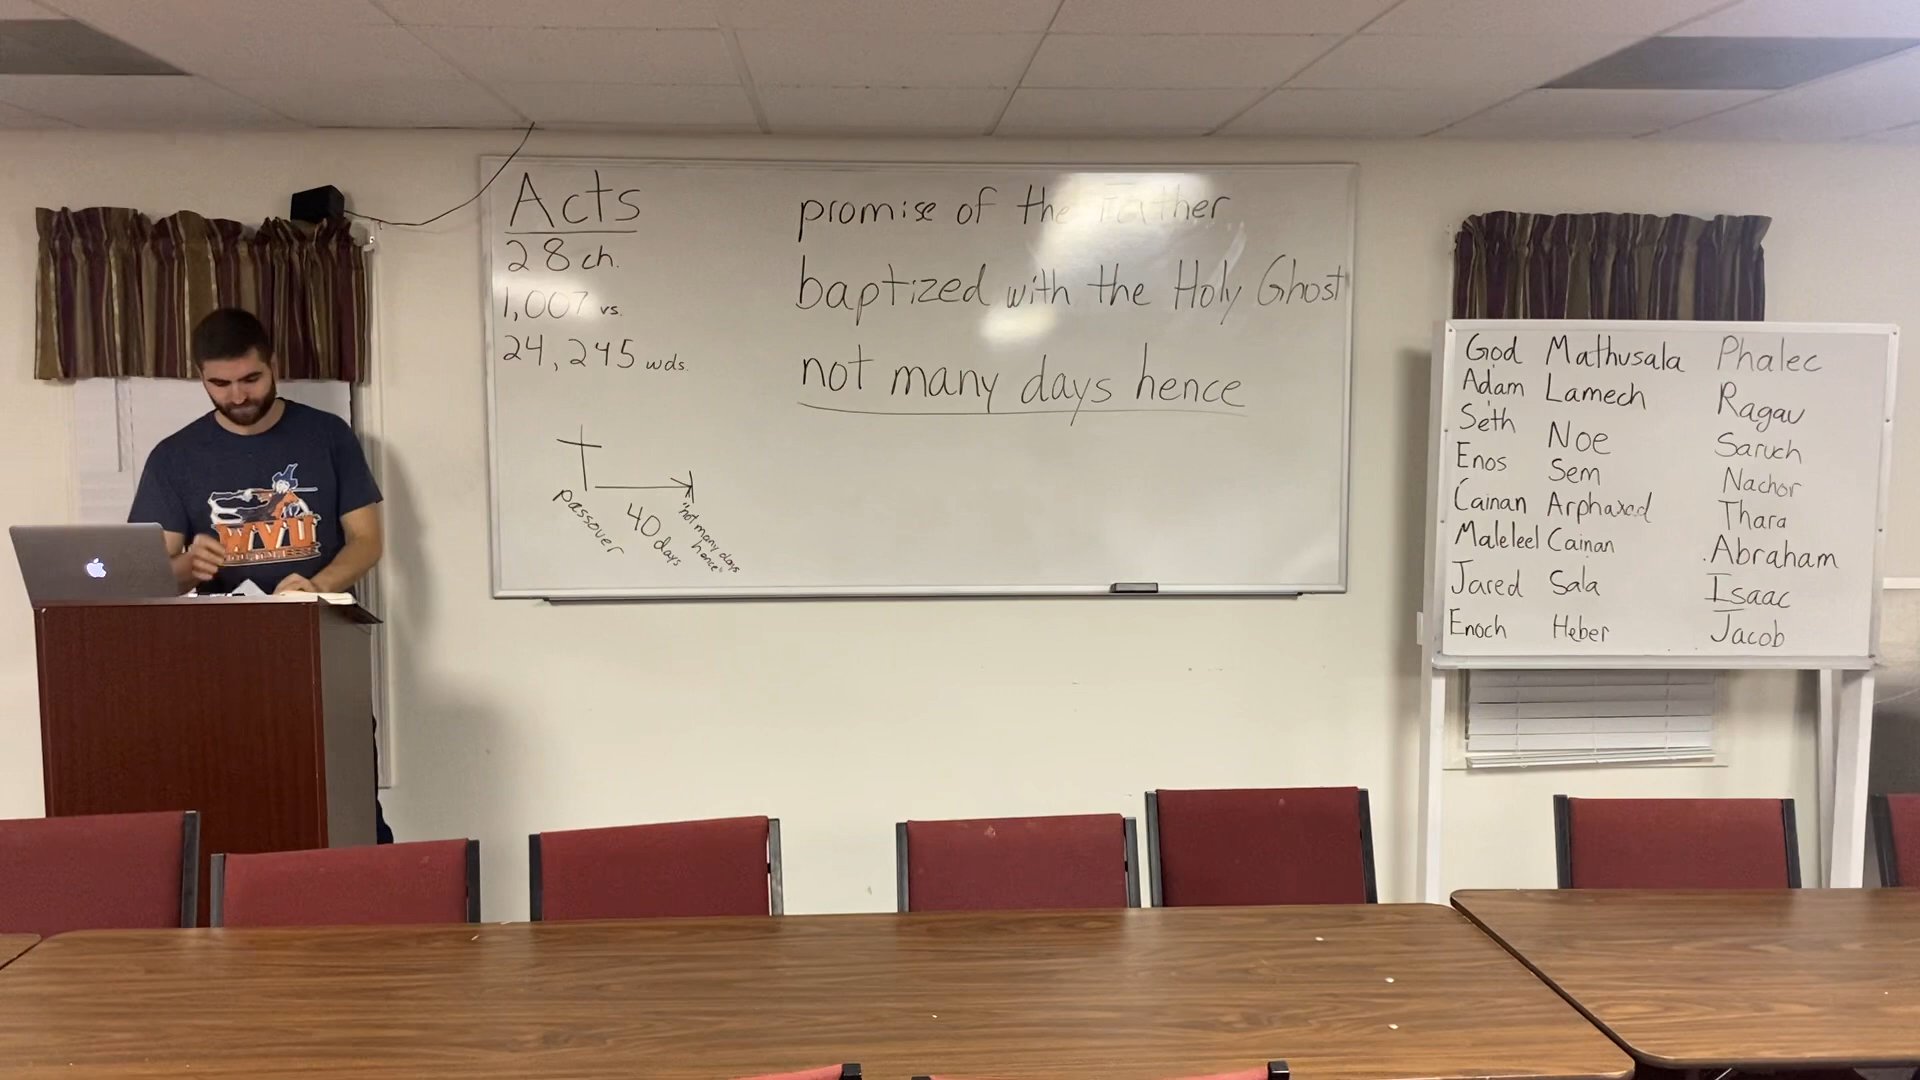 Acts
28 ch.
1,007 vs.
24,245 wds.
passover
40 days
"not many days
hence"
promise of the Father
baptized with the Holy Ghost
not many days hence
WVU
God
Adam
Seth
Enos
Cainan
Maleleel
Jared
Enoch
Mathusala
Lamech
Noe
Sem
Arphaxad
Cainan
Sala
Heber
Phalec
Ragau
Saruch
Nachor
Thara
Abraham
Isaac
Jacob